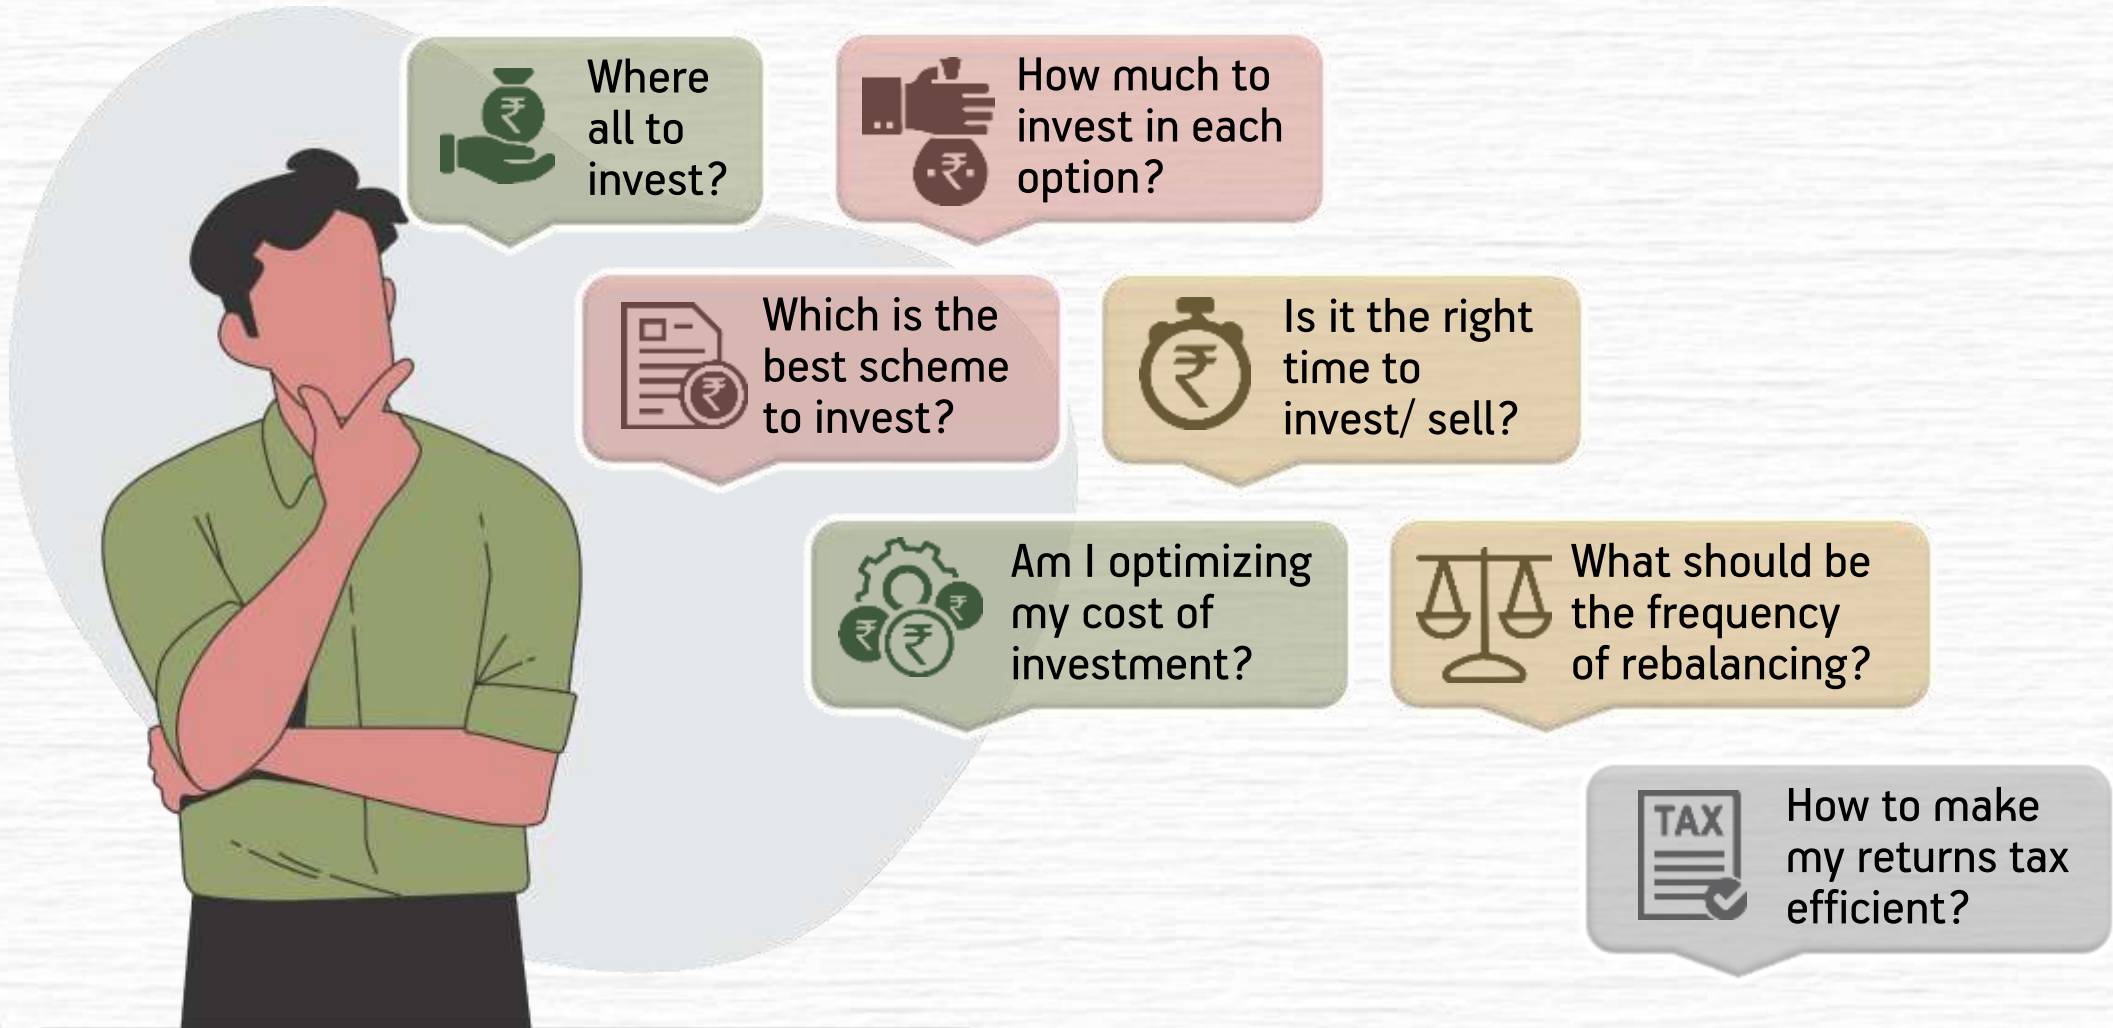 Where
all to
invest?
How much to
invest in each
option?
Which is the
best scheme
to invest?
Is it the right
time to
invest/ sell?
Am I optimizing
my cost of
investment?
What should be
the frequency
of rebalancing?
TAX
How to make
my returns tax
efficient?
₹
₹
₹
₹
₹
₹
₹